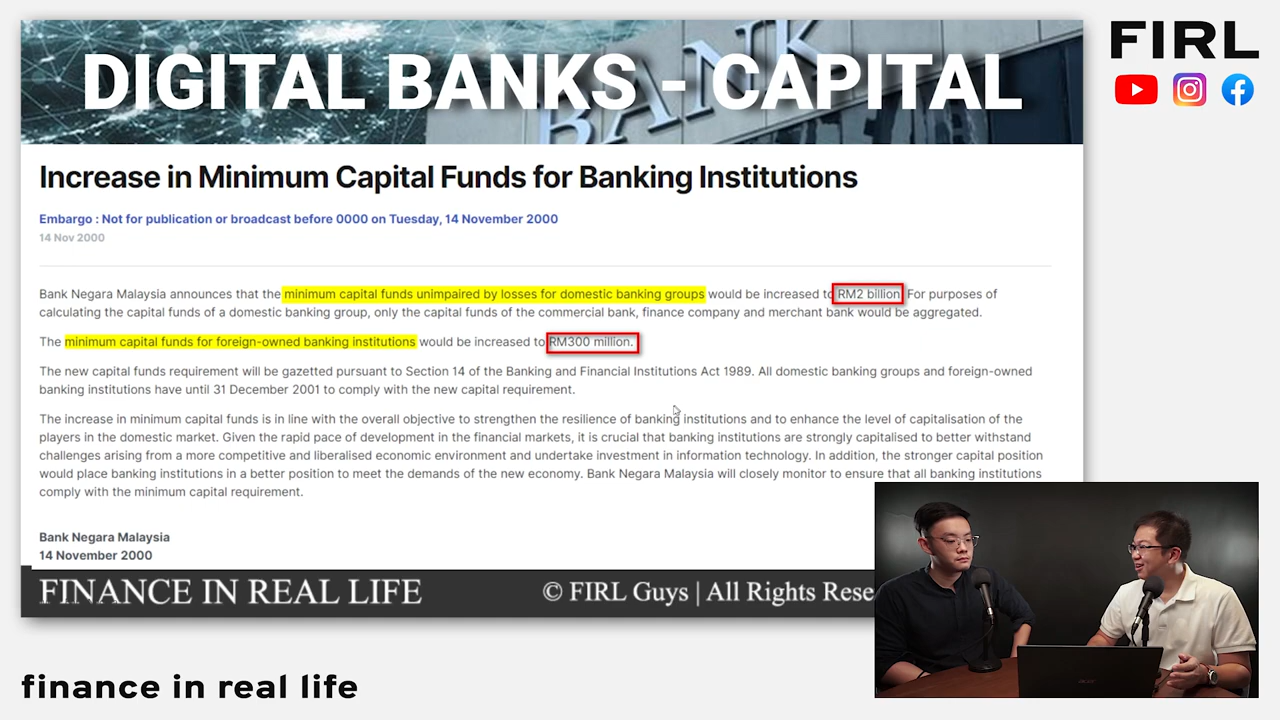 DIGITAL BANKS - CAPITAL
FIRL
Increase in Minimum Capital Funds for Banking Institutions
Embargo : Not for publication or broadcast before 0000 on Tuesday, 14 November 2000
14 Nov 2000
Bank Negara Malaysia announces that the minimum capital funds unimpaired by losses for domestic banking groups would be increased to RM2 billion. For purposes of
calculating the capital funds of a domestic banking group, only the capital funds of the commercial bank, finance company and merchant bank would be aggregated.
The minimum capital funds for foreign-owned banking institutions would be increased to RM300 million.
The new capital funds requirement will be gazetted pursuant to Section 14 of the Banking and Financial Institutions Act 1989. All domestic banking groups and foreign-owned
banking institutions have until 31 December 2001 to comply with the new capital requirement.
The increase in minimum capital funds is in line with the overall objective to strengthen the resilience of banking institutions and to enhance the level of capitalisation of the
players in the domestic market. Given the rapid pace of development in the financial markets, it is crucial that banking institutions are strongly capitalised to better withstand
challenges arising from a more competitive and liberalised economic environment and undertake investment in information technology. In addition, the stronger capital position
would place banking institutions in a better position to meet the demands of the new economy. Bank Negara Malaysia will closely monitor to ensure that all banking institutions
comply with the minimum capital requirement.
Bank Negara Malaysia
14 November 2000
FINANCE IN REAL LIFE
© FIRL Guys | All Rights Rese
finance in real life